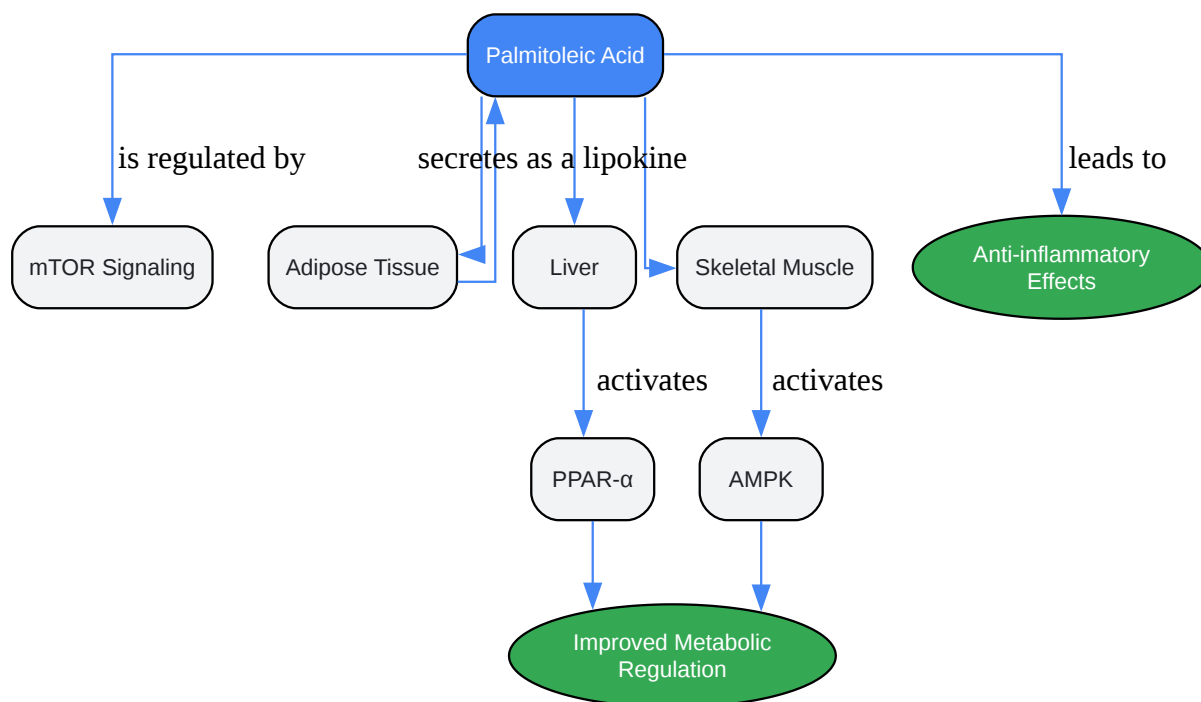 Palmitoleic Acid
is regulated by
secretes as a lipokine
leads to
mTOR Signaling
Adipose Tissue
Liver
Skeletal Muscle
Anti-inflammatory
Effects
activates
activates
PPAR-α
AMPK
Improved Metabolic
Regulation